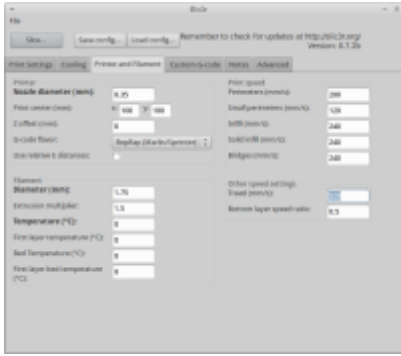 Slic3r
File
Slice...
Save config...
Load config...
Remember to check for updates at http://slic3r.org/
Version: 0.7.2b
Print Settings
Cooling
Printer and Filament
Custom G-code
Notes
Advanced
Printer
Nozzle diameter (mm):
0.35
Print center (mm):
X: 100 Y: 100
Z offset (mm):
0
G-code flavor:
RepRap (Marlin/Sprinter)
Use relative E distances:
Filament
Diameter (mm):
1.75
Extrusion multiplier:
1.5
Temperature (°C):
0
First layer temperature (°C):
0
Bed Temperature (°C):
0
First layer bed temperature (°C):
0
Print speed
Perimeters (mm/s):
200
Small perimeters (mm/s):
120
Infill (mm/s):
240
Solid infill (mm/s):
240
Bridges (mm/s):
240
Other speed settings
Travel (mm/s):
Bottom layer speed ratio:
0.5